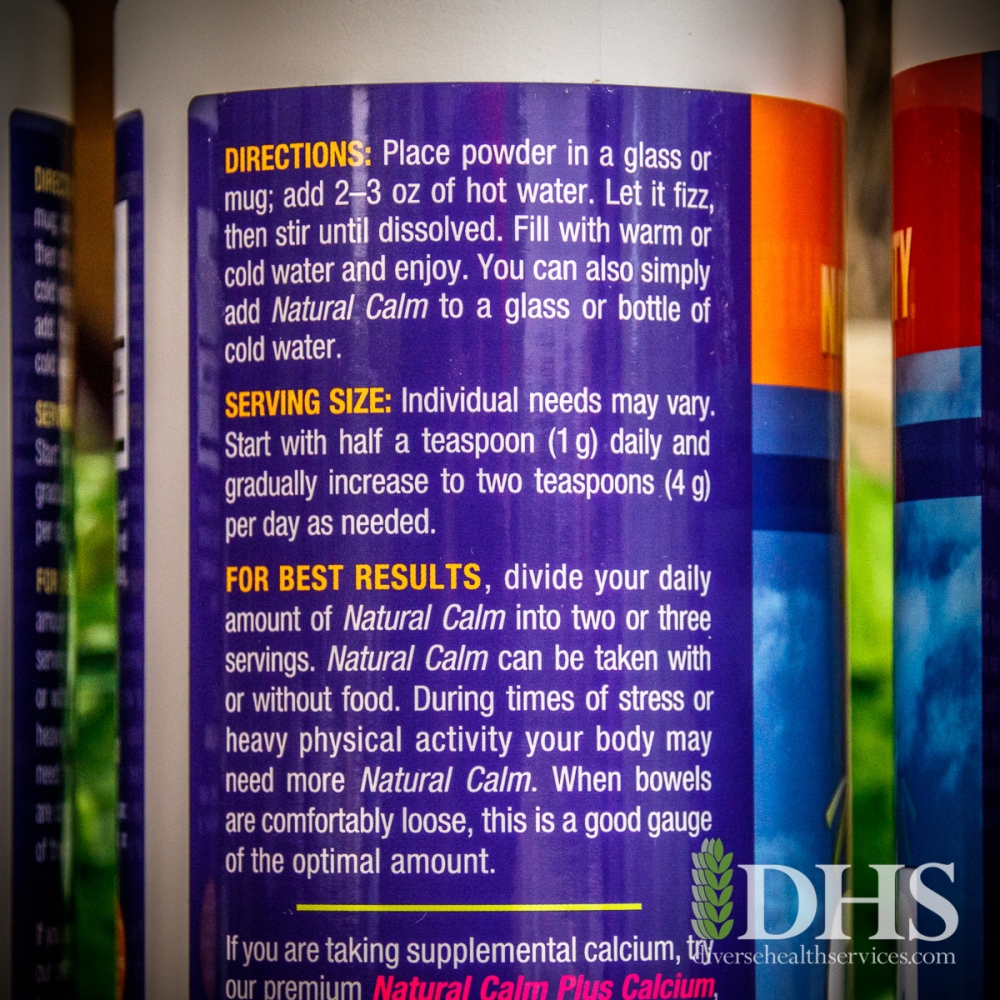 DIRECTIONS: Place powder in a glass or
mug; add 2–3 oz of hot water. Let it fizz,
then stir until dissolved. Fill with warm or
cold water and enjoy. You can also simply
add Natural Calm to a glass or bottle of
cold water.
SERVING SIZE: Individual needs may vary.
Start with half a teaspoon (1 g) daily and
gradually increase to two teaspoons (4 g)
per day as needed.
FOR BEST RESULTS, divide your daily
amount of Natural Calm into two or three
servings. Natural Calm can be taken with
or without food. During times of stress or
heavy physical activity your body may
need more Natural Calm. When bowels
are comfortably loose, this is a good gauge
of the optimal amount.
If you are taking supplemental calcium, try
our premium Natural Calm Plus Calcium,
DHS
diversehealthservices.com